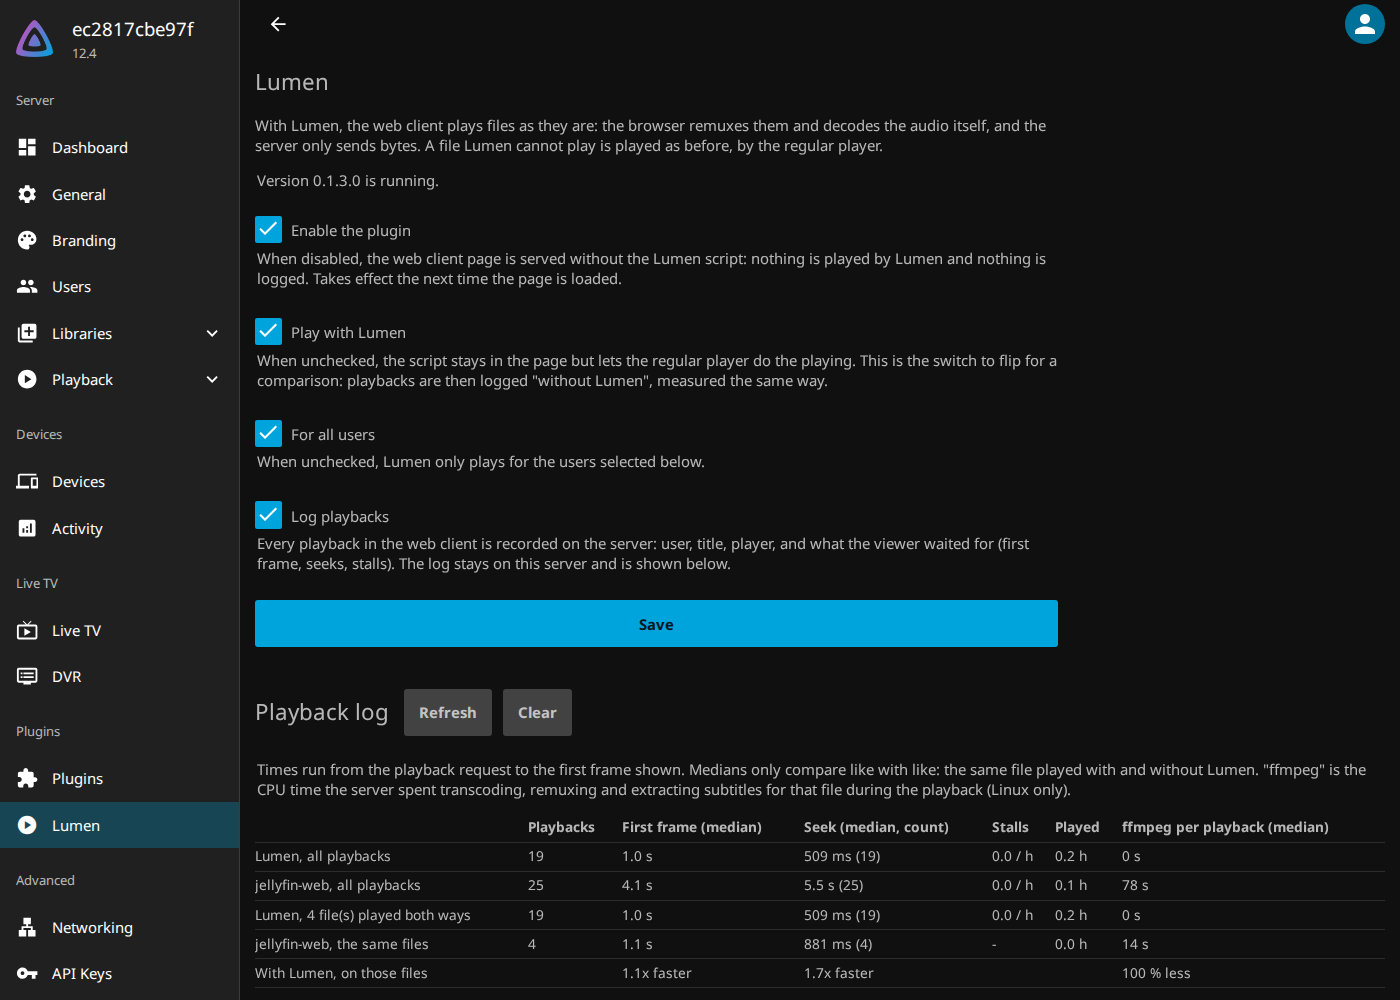 ec2817cbe97f
12.4
Server
Dashboard
General
Branding
Users
Libraries
Playback
Devices
Devices
Activity
Live TV
Live TV
DVR
Plugins
Plugins
Lumen
Advanced
Networking
API Keys
Lumen
With Lumen, the web client plays files as they are: the browser remuxes them and decodes the audio itself, and the
server only sends bytes. A file Lumen cannot play is played as before, by the regular player.
Version 0.1.3.0 is running.
Enable the plugin
When disabled, the web client page is served without the Lumen script: nothing is played by Lumen and nothing is
logged. Takes effect the next time the page is loaded.
Play with Lumen
When unchecked, the script stays in the page but lets the regular player do the playing. This is the switch to flip for a
comparison: playbacks are then logged "without Lumen", measured the same way.
For all users
When unchecked, Lumen only plays for the users selected below.
Log playbacks
Every playback in the web client is recorded on the server: user, title, player, and what the viewer waited for (first
frame, seeks, stalls). The log stays on this server and is shown below.
Save
Playback log Refresh Clear
Times run from the playback request to the first frame shown. Medians only compare like with like: the same file played with and without Lumen. "ffmpeg" is the
CPU time the server spent transcoding, remuxing and extracting subtitles for that file during the playback (Linux only).
Playbacks First frame (median) Seek (median, count) Stalls Played ffmpeg per playback (median)
Lumen, all playbacks 19 1.0 s 509 ms (19) 0.0 / h 0.2 h 0 s
jellyfin-web, all playbacks 25 4.1 s 5.5 s (25) 0.0 / h 0.1 h 78 s
Lumen, 4 file(s) played both ways 19 1.0 s 509 ms (19) 0.0 / h 0.2 h 0 s
jellyfin-web, the same files 4 1.1 s 881 ms (4) - 0.0 h 14 s
With Lumen, on those files 1.1x faster 1.7x faster 100 % less